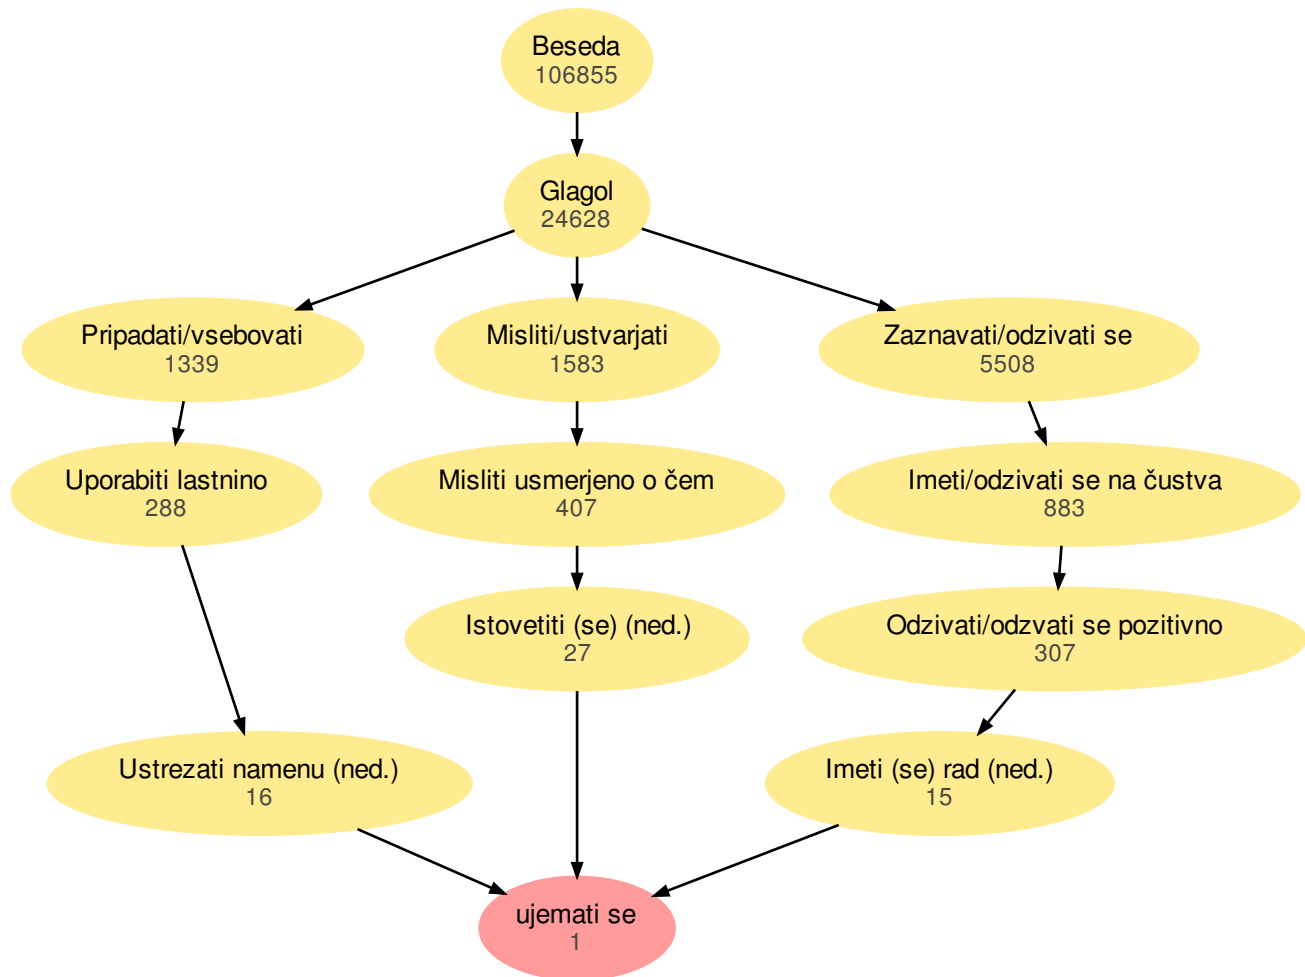 Beseda
106855
Glagol
24628
Pripadati/vsebovati
1339
Misliti/ustvarjati
1583
Zaznavati/odzivati se
5508
Uporabiti lastnino
288
Misliti usmerjeno o čem
407
Imeti/odzivati se na čustva
883
Istovetiti (se) (ned.)
27
Odzivati/odzvati se pozitivno
307
Ustrezati namenu (ned.)
16
Imeti (se) rad (ned.)
15
ujemati se
1